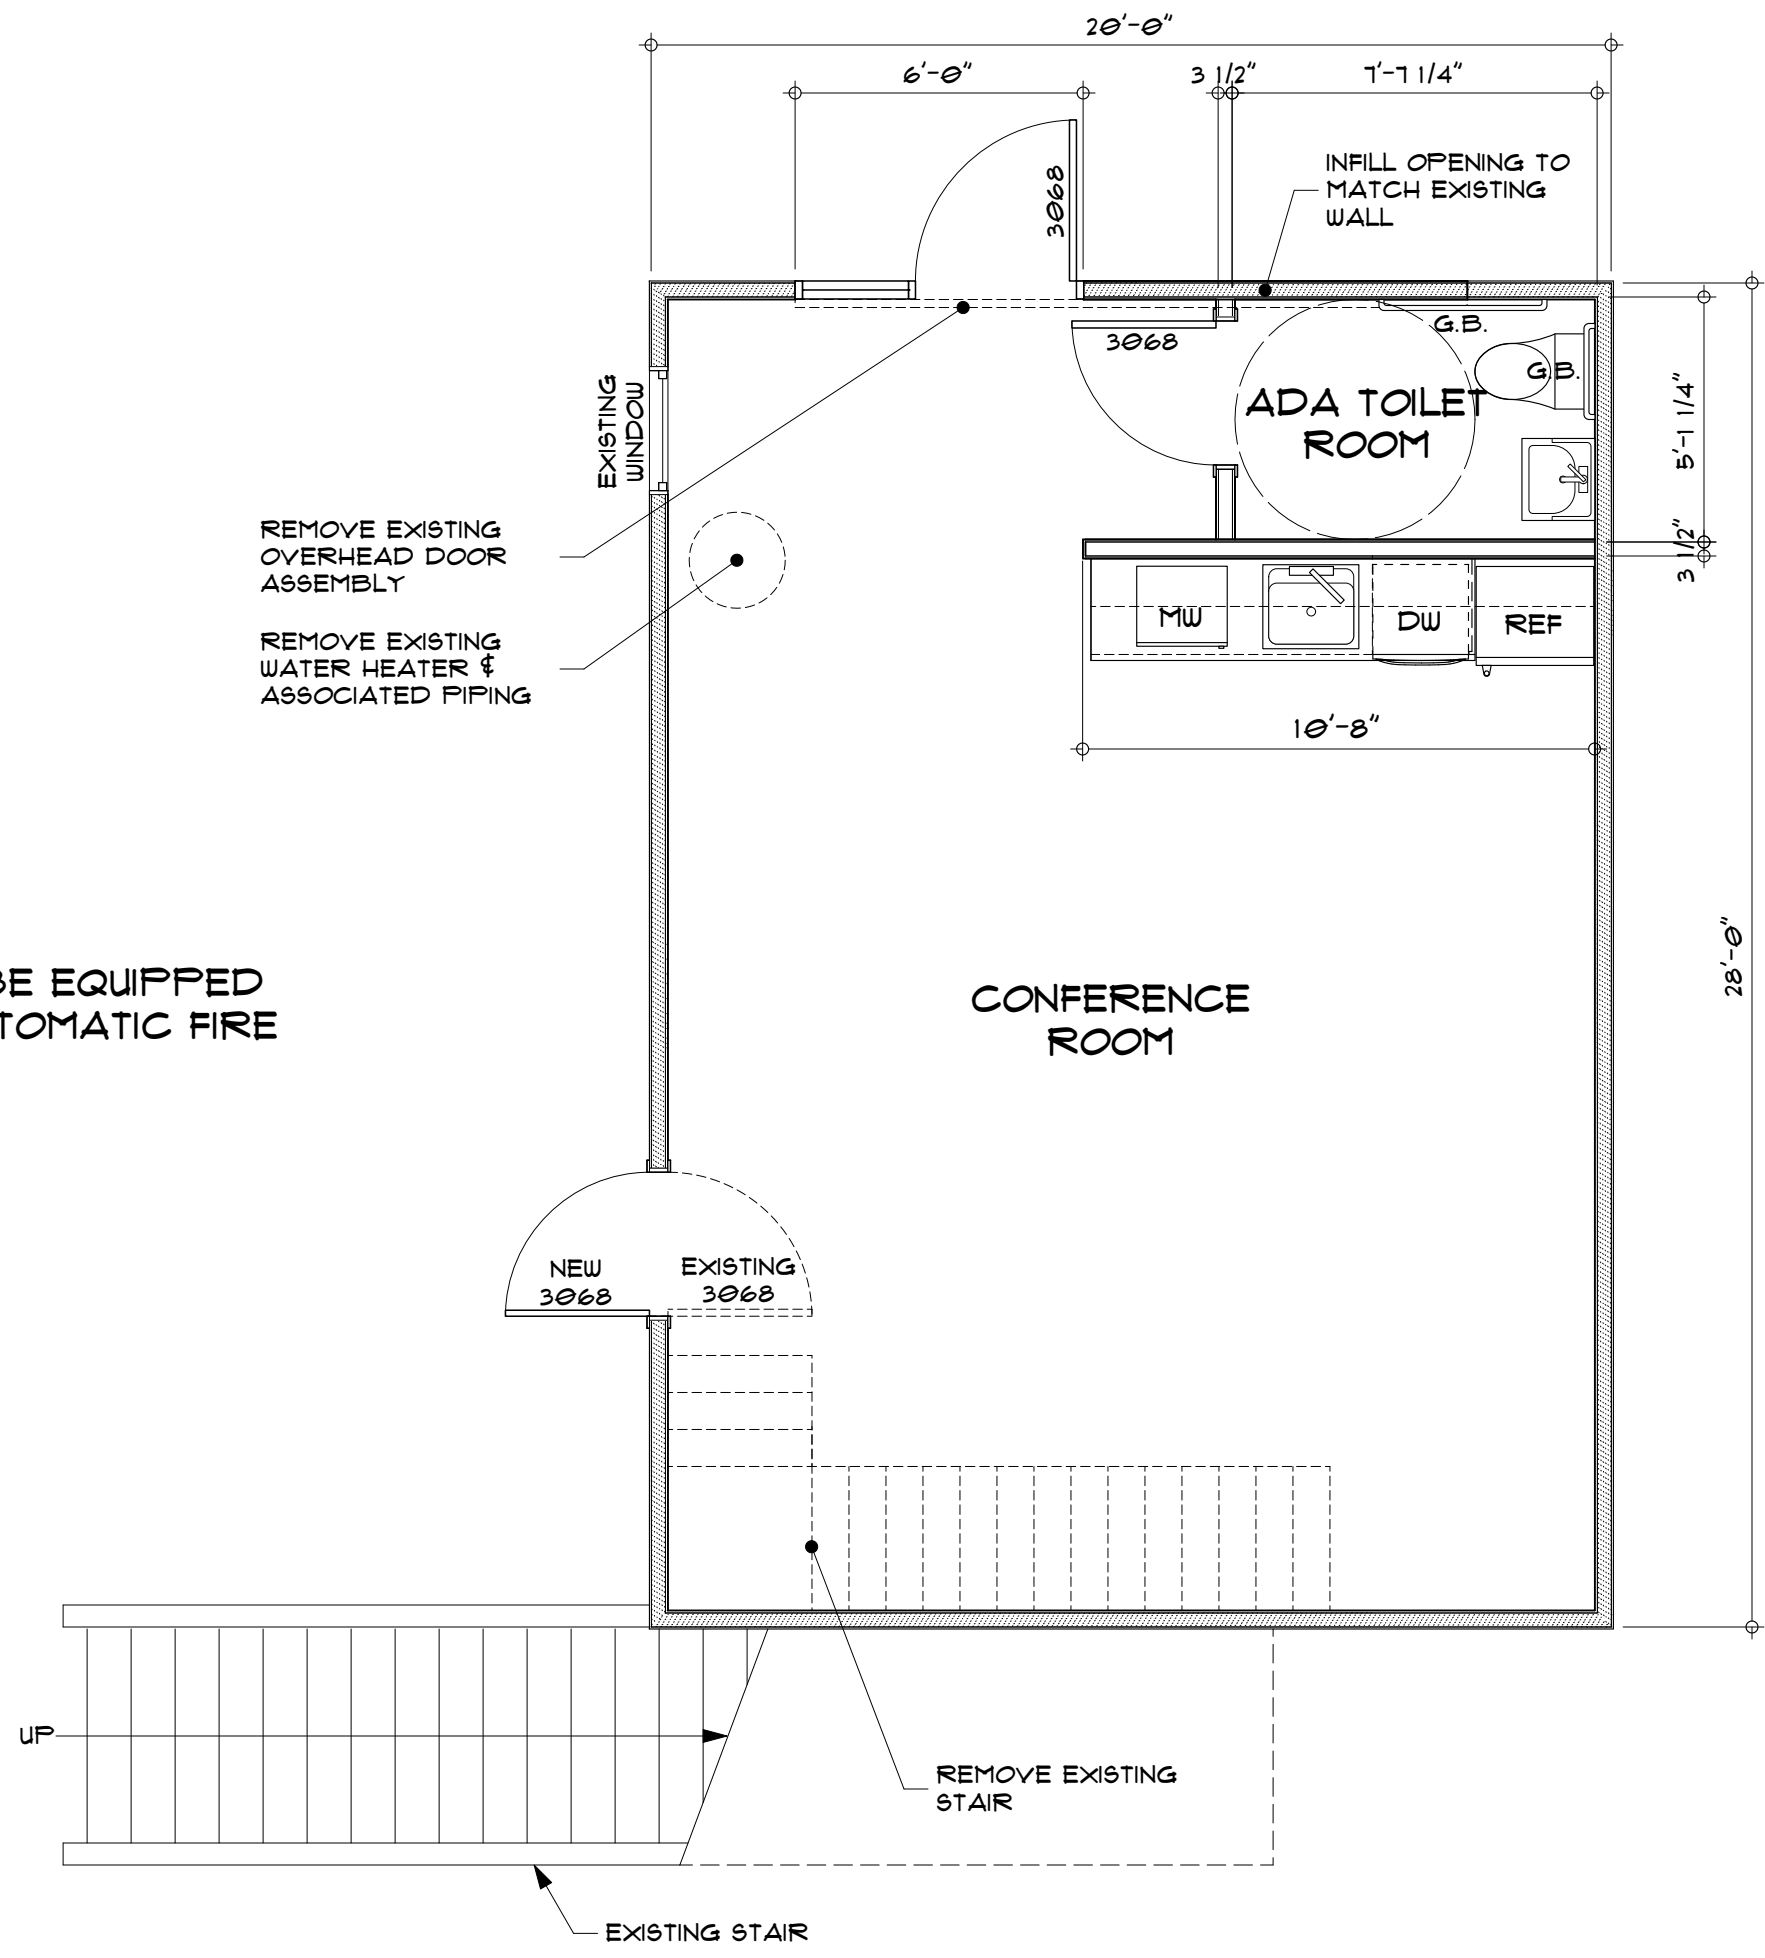 20'-0"
6'-0"
3 1/2"
7'-7 1/4"
INFILL OPENING TO
MATCH EXISTING
WALL
3068
G.B.
3068
G.B.
ADA TOILET
ROOM
EXISTING
WINDOW
5'-1 1/4"
3 1/2"
REMOVE EXISTING
OVERHEAD DOOR
ASSEMBLY
REMOVE EXISTING
WATER HEATER &
ASSOCIATED PIPING
MW
DW
REF
10'-8"
28'-0"
BE EQUIPPED
TOMATIC FIRE
CONFERENCE
ROOM
NEW
3068
EXISTING
3068
UP
REMOVE EXISTING
STAIR
EXISTING STAIR